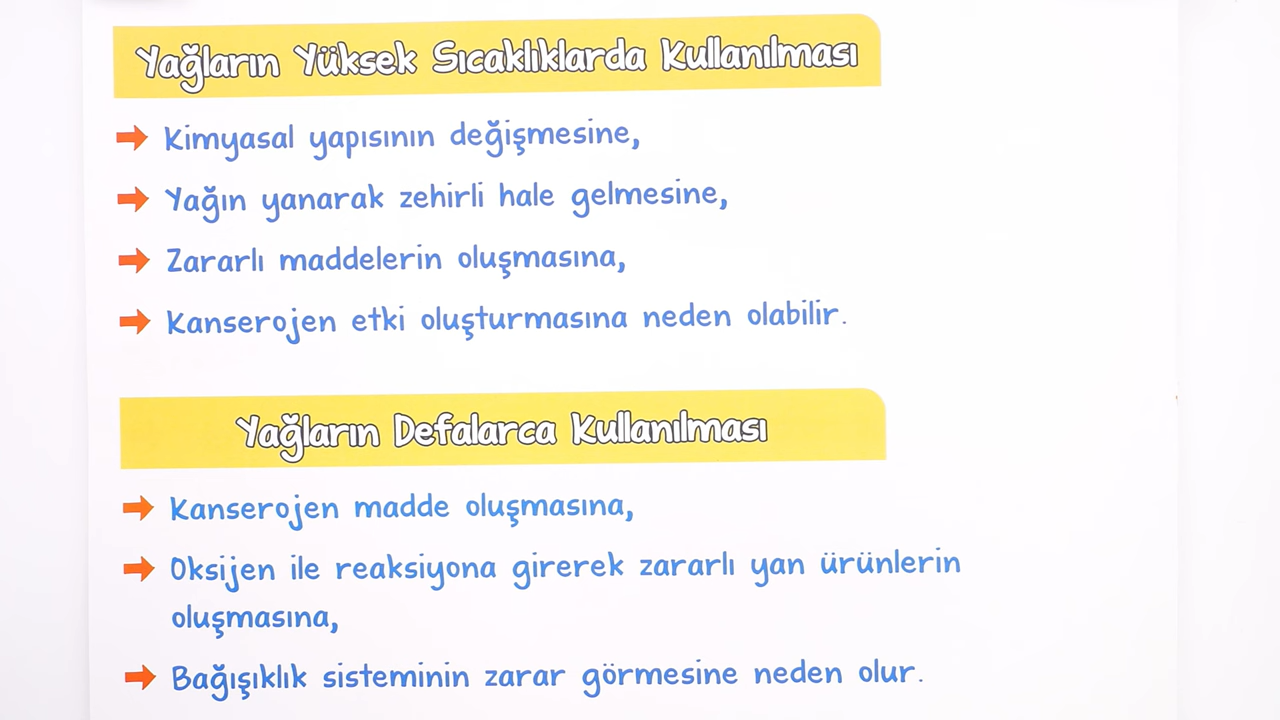 Yağların Yüksek Sıcaklıklarda Kullanılması
Kimyasal yapısının değişmesine,
Yağın yanarak zehirli hale gelmesine,
Zararlı maddelerin oluşmasına,
Kanserojen etki oluşturmasına neden olabilir.
Yağların Defalarca Kullanılması
Kanserojen madde oluşmasına,
Oksijen ile reaksiyona girerek zararlı yan ürünlerin
oluşmasına,
Bağışıklık sisteminin zarar görmesine neden olur.